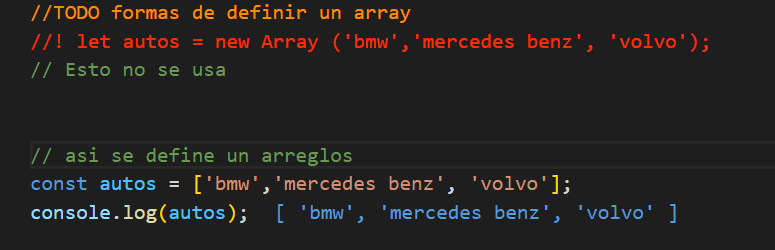 //TODO formas de definir un array
//! let autos = new Array ('bmw','mercedes benz', 'volvo');
// Esto no se usa
// asi se define un arreglos
const autos = ['bmw','mercedes benz', 'volvo'];
console.log(autos);  [ 'bmw', 'mercedes benz', 'volvo' ]